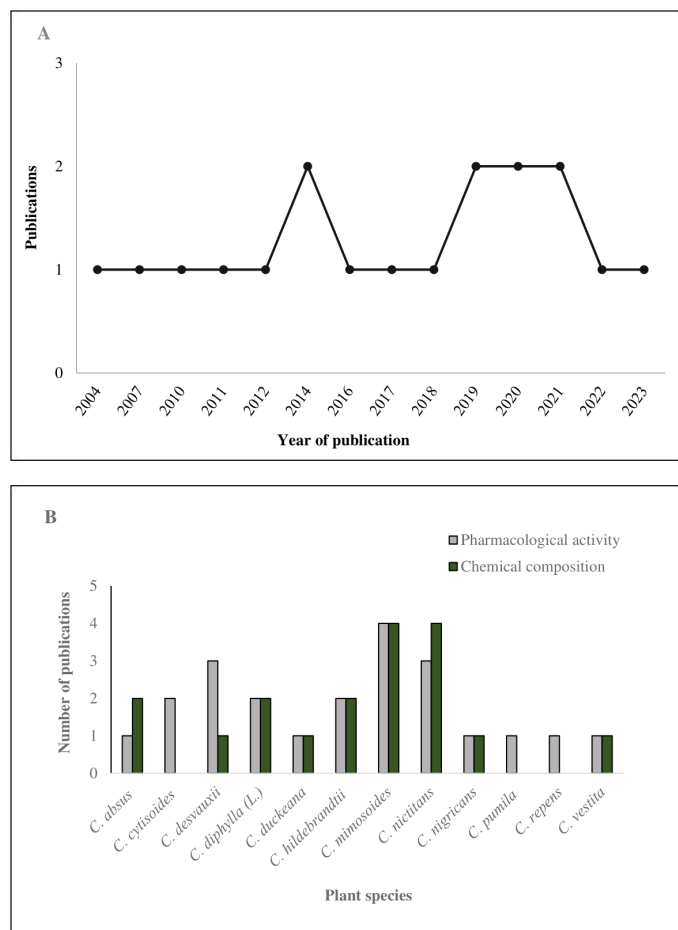 A
3
2
1
0
Publications
2004
2007
2010
2011
2012
2014
2016
2017
2018
2019
2020
2021
2022
2023
Year of publication
B
Pharmacological activity
Chemical composition
5
4
3
2
1
0
Number of publications
C. absus
C. cytisoides
C. desvauxii
C. diphylla (L.)
C. duckeana
C. hildebrandtii
C. mimosoides
C. nictitans
C. nigricans
C. pumila
C. repens
C. vestita
Plant species